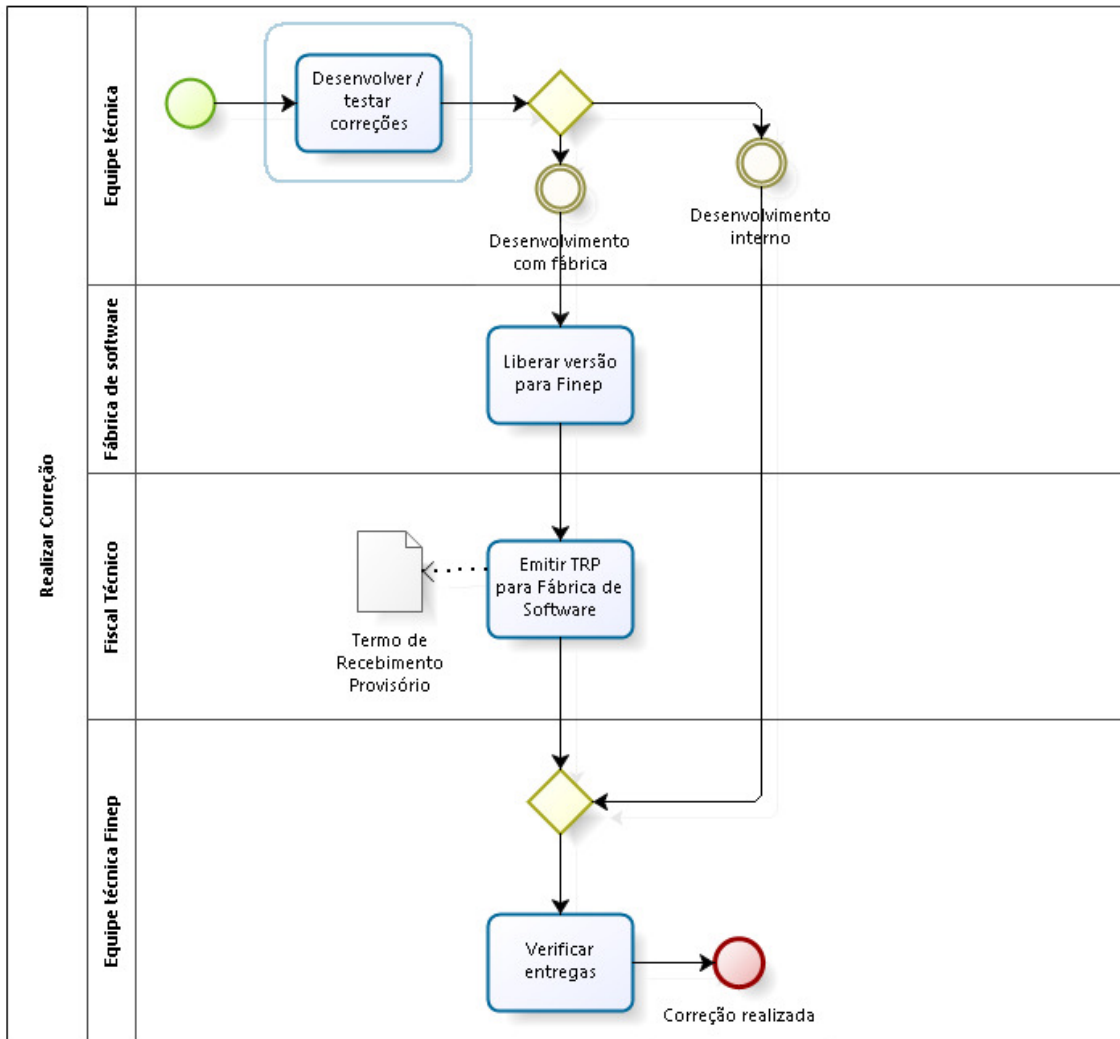 Realizar Correção
Equipe técnica
Desenvolver /
testar
correções
Desenvolvimento
com fábrica
Desenvolvimento
interno
Fábrica de software
Liberar versão
para Finep
Fiscal Técnico
Emitir TRP
para Fábrica de
Software
Termo de
Recebimento
Provisório
Equipe técnica Finep
Verificar
entregas
Correção realizada